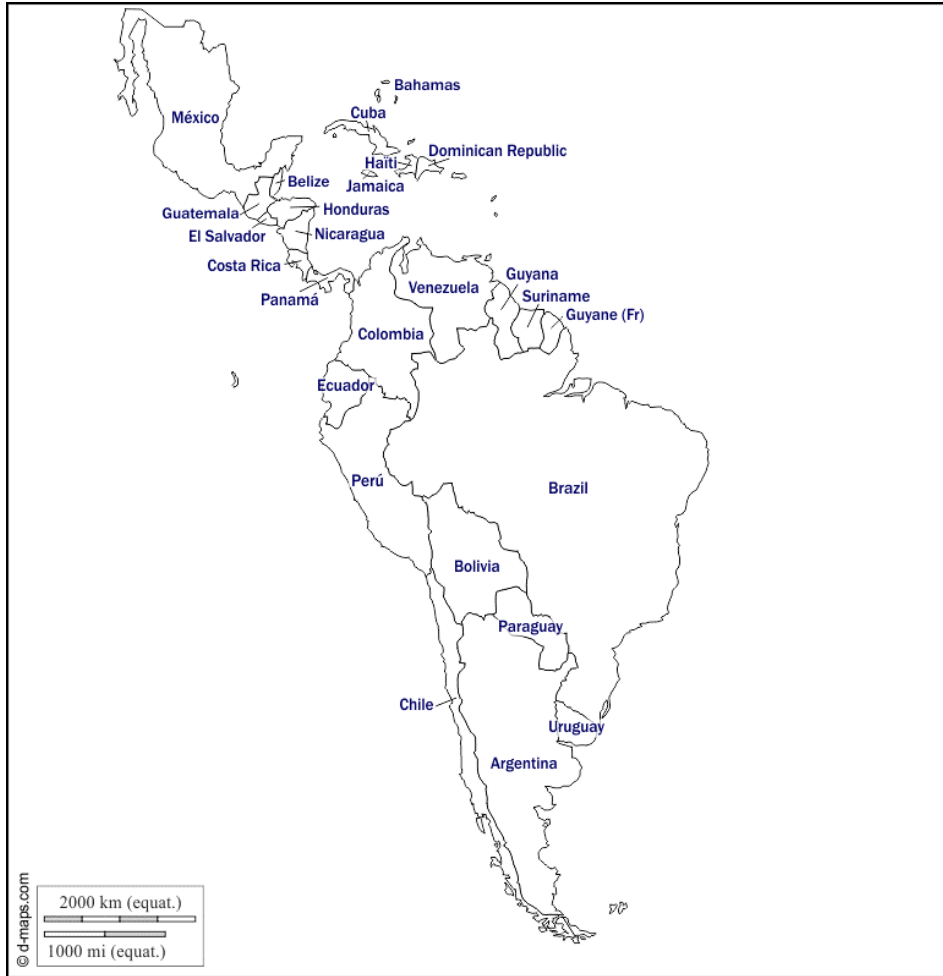 Bahamas
Cuba
México
Haïti
Dominican Republic
Jamaica
Belize
Guatemala
Honduras
El Salvador
Nicaragua
Costa Rica
Panamá
Venezuela
Guyana
Suriname
Guyane (Fr)
Colombia
Ecuador
Perú
Brazil
Bolivia
Paraguay
Chile
Uruguay
Argentina
© d-maps.com
2000 km (equat.)
1000 mi (equat.)